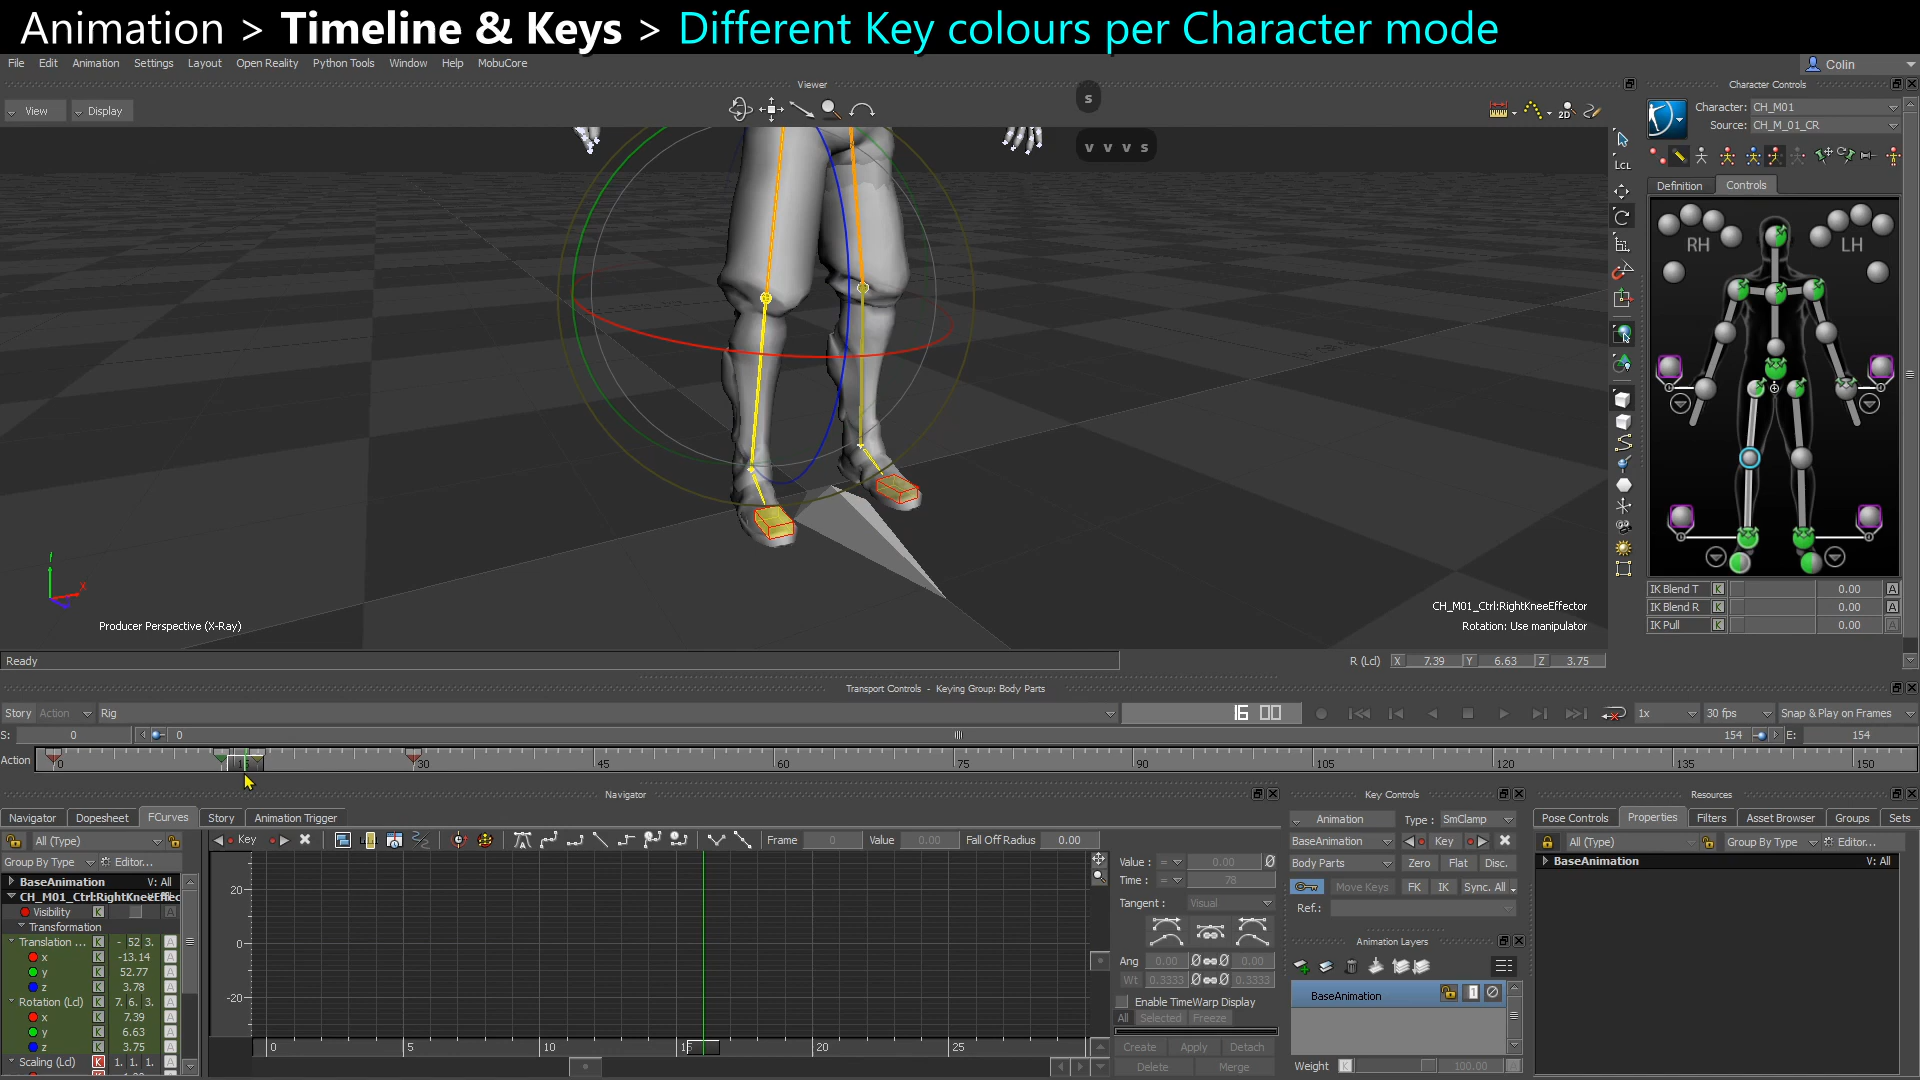 Animation > Timeline & Keys > Different Key colours per Character mode
File Edit Animation Settings Layout Open Reality Python Tools Window Help MobuCore Colin
Viewer
Character Controls
View Display
s
v v v s
2D
Character: CH_M01
Source: CH_M_01_CR
LCL
Definition Controls
RH LH
IK Blend T K 0.00 A
IK Blend R K 0.00 A
IK Pull K 0.00 A
X
Producer Perspective (X-Ray)
CH_M01_Ctrl:RightKneeEffector
Rotation: Use manipulator
Ready
R (Lcl) X 7.39 Y 6.63 Z 3.75
Transport Controls - Keying Group: Body Parts
Story Action Rig 16 00 1x 30 fps Snap & Play on Frames
S: 0 0 154 E: 154
Action 0 15 30 45 60 75 90 105 120 135 150
Navigator Key Controls Resources
Navigator Dopesheet FCurves Story Animation Trigger
Animation Type : SmClamp
Pose Controls Properties Filters Asset Browser Groups Sets
All (Type)
Key
Frame 0 Value 0.00 Fall Off Radius 0.00
BaseAnimation Key
All (Type) Group By Type Editor...
Group By Type Editor...
Value : = 0.00
Body Parts Zero Flat Disc.
BaseAnimation V: All
BaseAnimation V: All
Time : = 78
Move Keys FK IK Sync. All
CH_M01_Ctrl:RightKneeEffec
Tangent : Visual
Ref.:
Visibility K A
Transformation
Translation ... K - 52 3. A
x K -13.14 A
y K 52.77 A
z K 3.78 A
Rotation (Lcl) K 7. 6. 3. A
x K 7.39 A
y K 6.63 A
z K 3.75 A
Scaling (Lcl) K 1. 1. 1. A
20
0
-20
0 5 10 15 20 25
Ang 0.00 0.00
Wt 0.3333 0.3333
Enable TimeWarp Display
All Selected Freeze
Create Apply Detach
Delete Merge
Animation Layers
BaseAnimation 1
Weight K 100.00